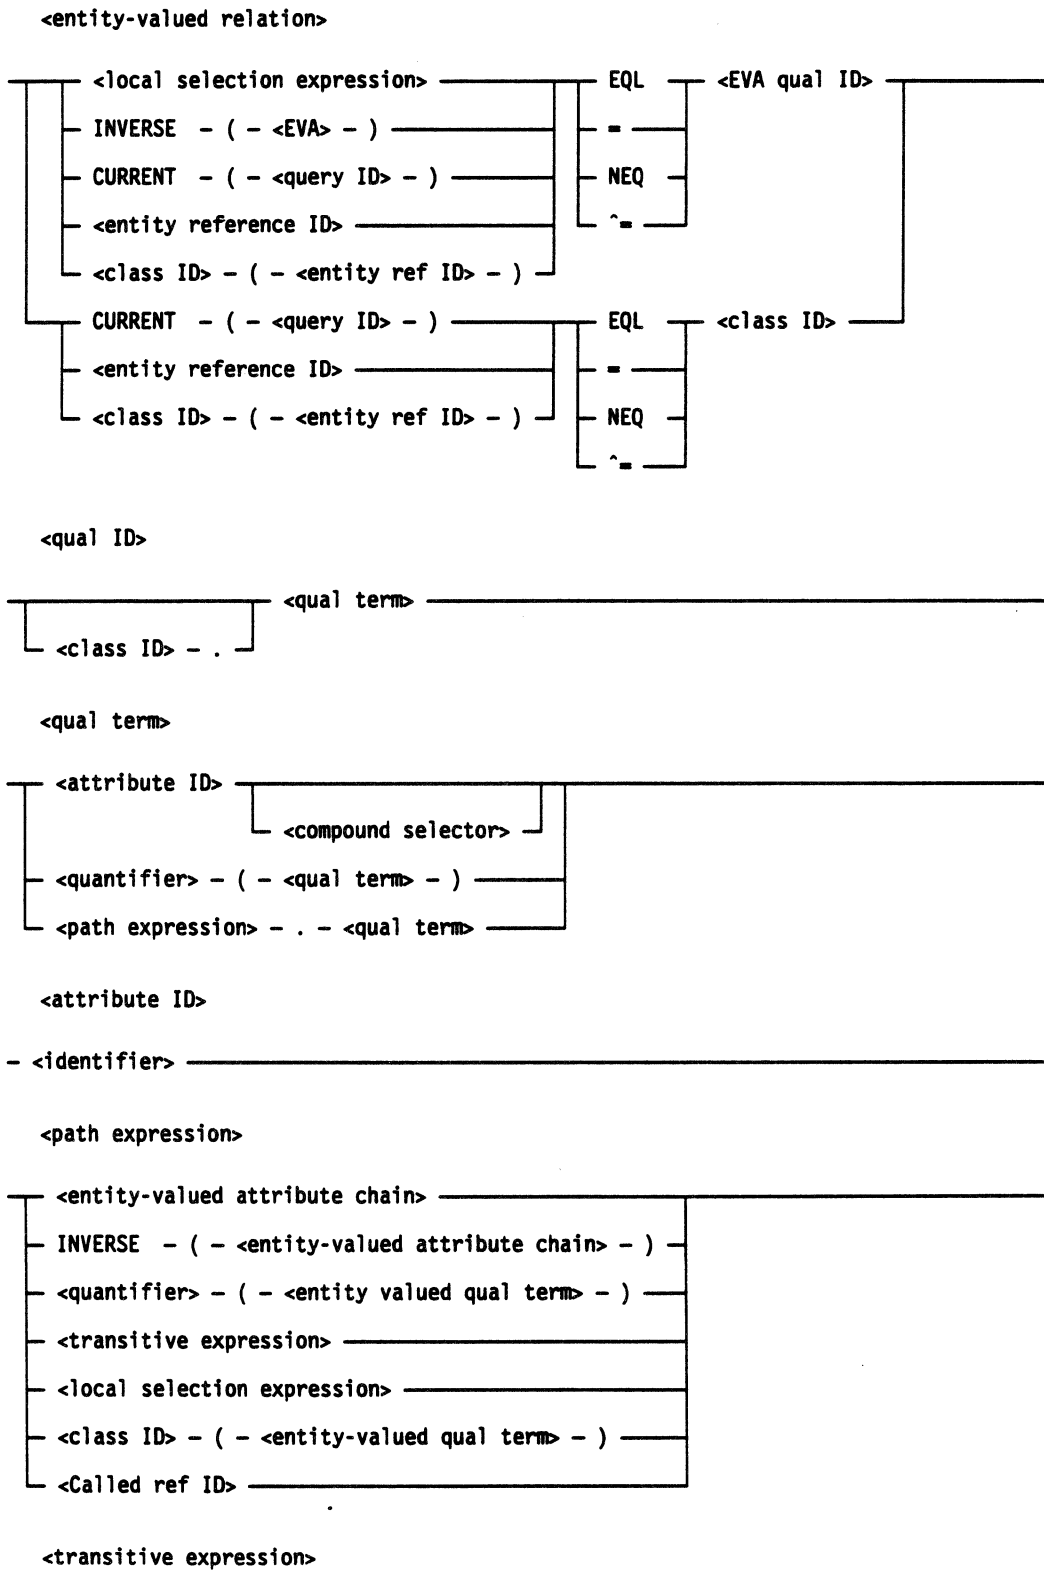 <entity-valued relation>
<local selection expression> EQL <EVA qual ID>
INVERSE - ( - <EVA> - ) =
CURRENT - ( - <query ID> - ) NEQ
<entity reference ID> ^=
<class ID> - ( - <entity ref ID> - )
CURRENT - ( - <query ID> - ) EQL <class ID>
<entity reference ID> =
<class ID> - ( - <entity ref ID> - ) NEQ
^=
<qual ID>
<qual term>
<class ID> - .
<qual term>
<attribute ID>
<compound selector>
<quantifier> - ( - <qual term> - )
<path expression> - . - <qual term>
<attribute ID>
- <identifier>
<path expression>
<entity-valued attribute chain>
INVERSE - ( - <entity-valued attribute chain> - )
<quantifier> - ( - <entity valued qual term> - )
<transitive expression>
<local selection expression>
<class ID> - ( - <entity-valued qual term> - )
<Called ref ID>
<transitive expression>